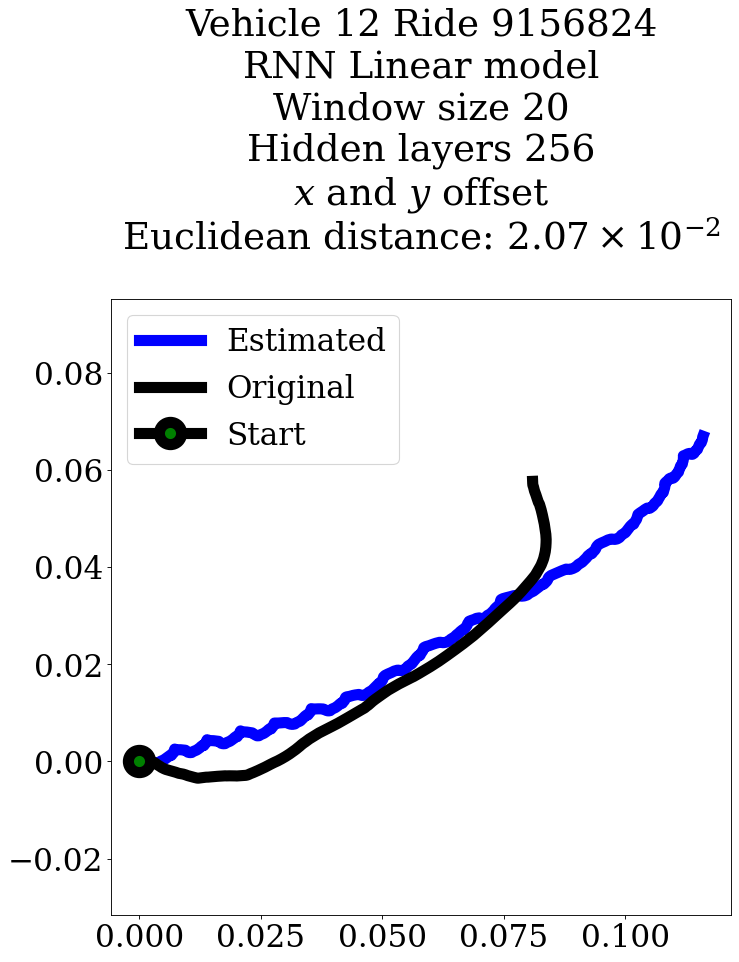 Vehicle 12 Ride 9156824
RNN Linear model
Window size 20
Hidden layers 256
x and y offset
Euclidean distance: 2.07 × 10⁻²
Estimated
Original
Start
0.08
0.06
0.04
0.02
0.00
−0.02
0.000 0.025 0.050 0.075 0.100